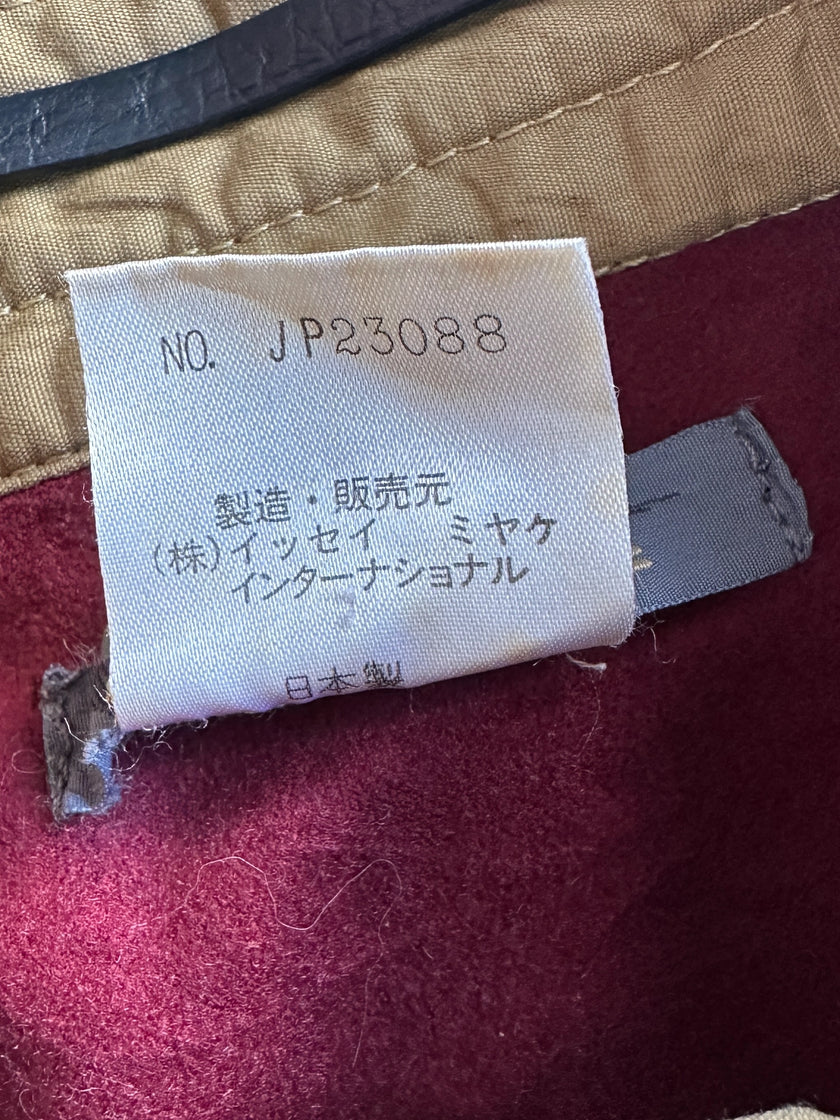 NO. JP23088
製造・販売元
(株)イッセイ ミヤケ
インターナショナル
日本製